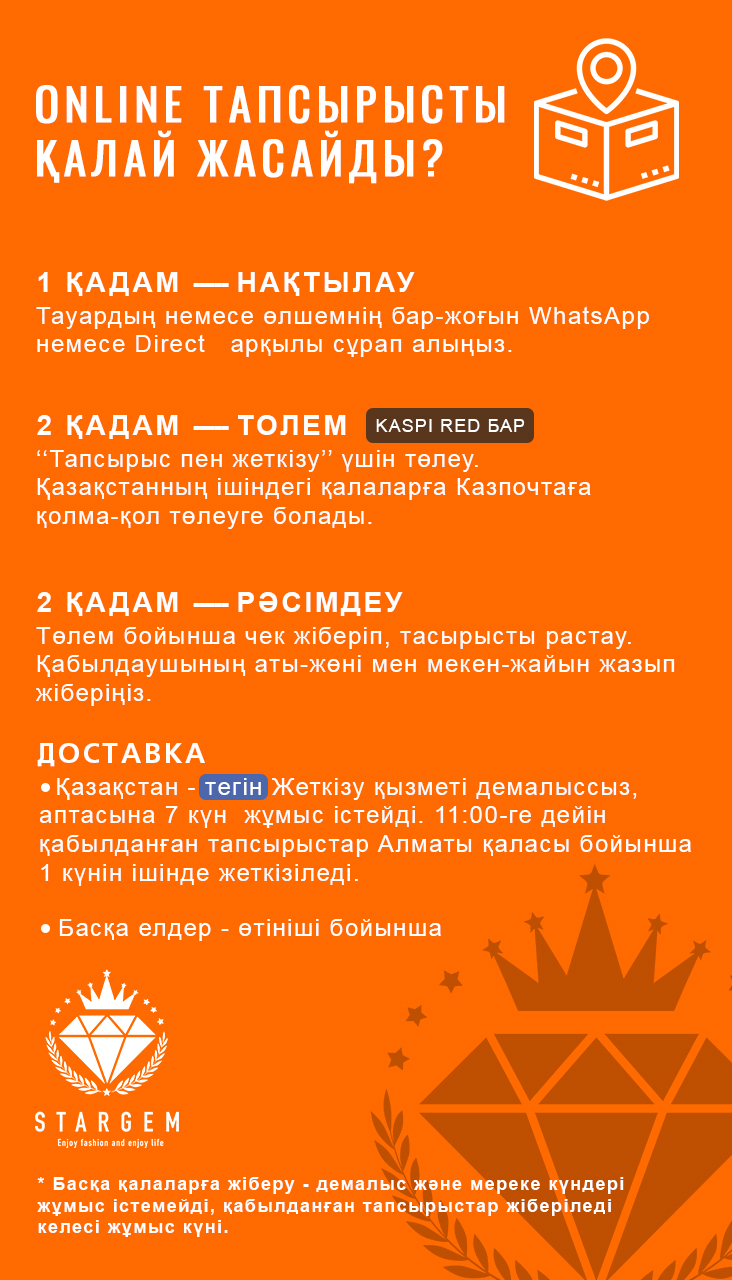 ONLINE ТАПСЫРЫСТЫ
ҚАЛАЙ ЖАСАЙДЫ?
1 ҚАДАМ — НАҚТЫЛАУ
Тауардың немесе өлшемнің бар-жоғын WhatsApp
немесе Direct арқылы сұрап алыңыз.
2 ҚАДАМ — ТОЛЕМ KASPI RED БАР
‘‘Тапсырыс пен жеткізу’’ үшін төлеу.
Қазақстанның ішіндегі қалаларға Казпочтаға
қолма-қол төлеуге болады.
2 ҚАДАМ — РӘСІМДЕУ
Төлем бойынша чек жіберіп, тасырысты растау.
Қабылдаушының аты-жөні мен мекен-жайын жазып
жіберіңіз.
ДОСТАВКА
• Қазақстан - тегін Жеткізу қызметі демалыссыз,
аптасына 7 күн жұмыс істейді. 11:00-ге дейін
қабылданған тапсырыстар Алматы қаласы бойынша
1 күнін ішінде жеткізіледі.
• Басқа елдер - өтініші бойынша
STARGEM
Enjoy fashion and enjoy life
* Басқа қалаларға жіберу - демалыс және мереке күндері
жұмыс істемейді, қабылданған тапсырыстар жіберіледі
келесі жұмыс күні.